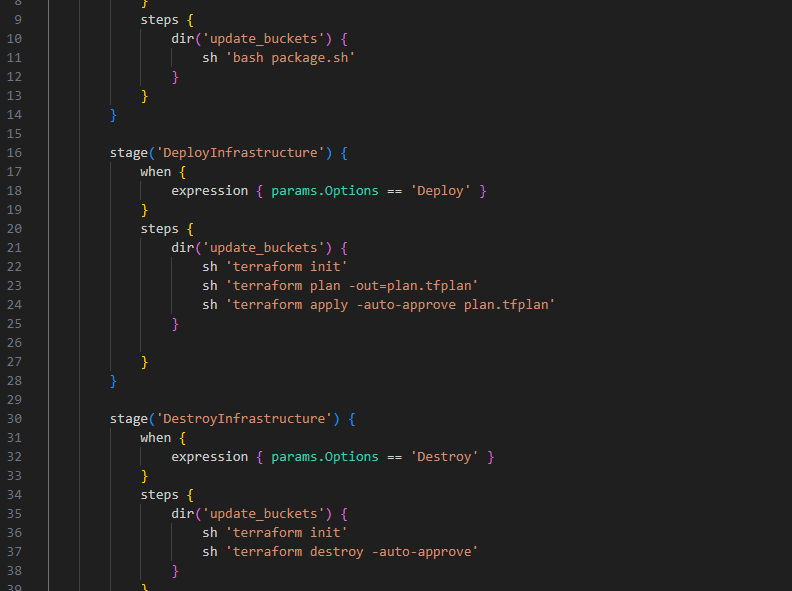 8 }
9 steps {
10 dir('update_buckets') {
11 sh 'bash package.sh'
12 }
13 }
14 }
15
16 stage('DeployInfrastructure') {
17 when {
18 expression { params.Options == 'Deploy' }
19 }
20 steps {
21 dir('update_buckets') {
22 sh 'terraform init'
23 sh 'terraform plan -out=plan.tfplan'
24 sh 'terraform apply -auto-approve plan.tfplan'
25 }
26
27 }
28 }
29
30 stage('DestroyInfrastructure') {
31 when {
32 expression { params.Options == 'Destroy' }
33 }
34 steps {
35 dir('update_buckets') {
36 sh 'terraform init'
37 sh 'terraform destroy -auto-approve'
38 }
39 }